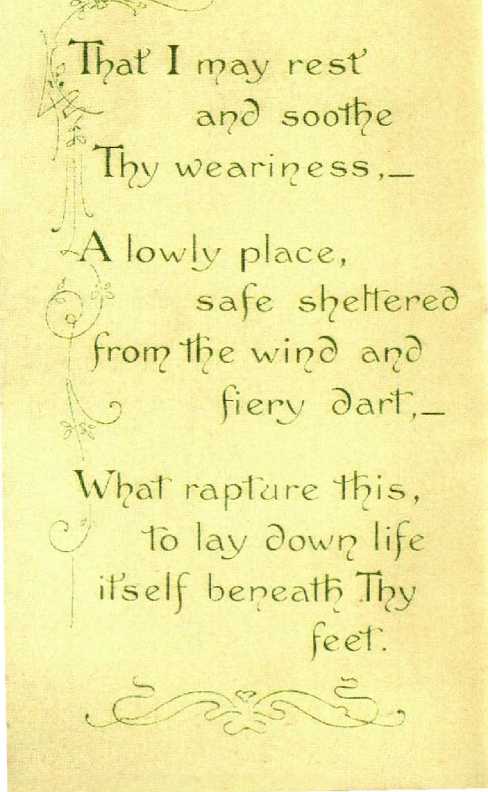 That I may rest
and soothe
Thy weariness,—
A lowly place,
safe sheltered
from the wind and
fiery dart,—
What rapture this,
to lay down life
itself beneath Thy
feet.